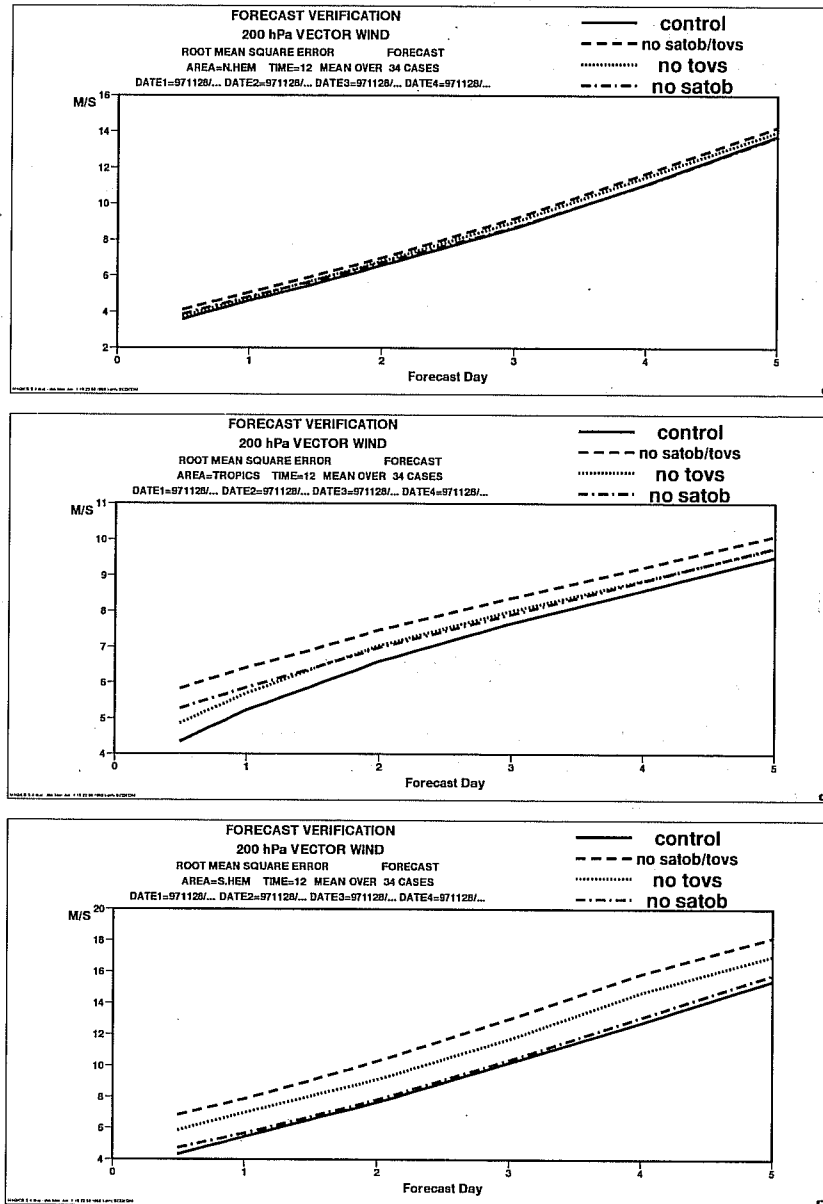 FORECAST VERIFICATION
200 hPa VECTOR WIND
ROOT MEAN SQUARE ERROR FORECAST
AREA=N.HEM TIME=12 MEAN OVER 34 CASES
DATE1=971128/... DATE2=971128/... DATE3=971128/... DATE4=971128/...
control
no satob/tovs
no tovs
no satob
M/S
16
14
12
10
8
6
4
2
0 1 2 3 4 5
Forecast Day
FORECAST VERIFICATION
200 hPa VECTOR WIND
ROOT MEAN SQUARE ERROR FORECAST
AREA=TROPICS TIME=12 MEAN OVER 34 CASES
DATE1=971128/... DATE2=971128/... DATE3=971128/... DATE4=971128/...
control
no satob/tovs
no tovs
no satob
M/S
11
10
9
8
7
6
5
4
0 1 2 3 4 5
Forecast Day
FORECAST VERIFICATION
200 hPa VECTOR WIND
ROOT MEAN SQUARE ERROR FORECAST
AREA=S.HEM TIME=12 MEAN OVER 34 CASES
DATE1=971128/... DATE2=971128/... DATE3=971128/... DATE4=971128/...
control
no satob/tovs
no tovs
no satob
M/S
20
18
16
14
12
10
8
6
4
0 1 2 3 4 5
Forecast Day